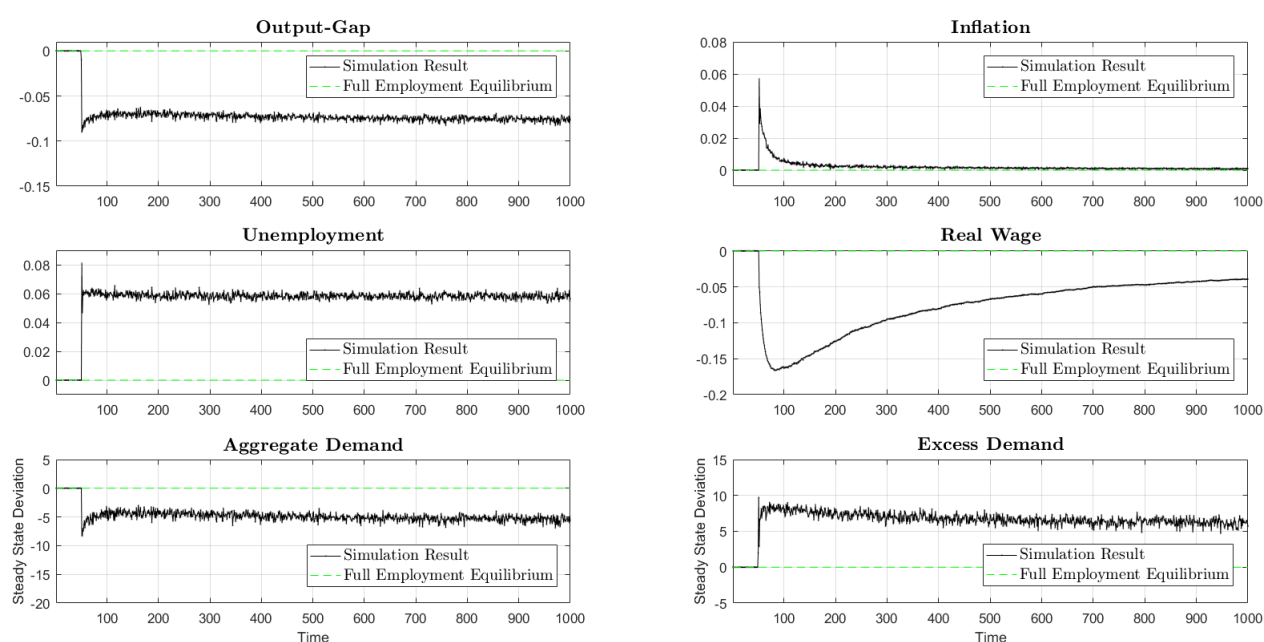 Output-Gap
0
-0.05
-0.1
-0.15
Simulation Result
Full Employment Equilibrium
100 200 300 400 500 600 700 800 900 1000
Inflation
0.08
0.06
0.04
0.02
0
Simulation Result
Full Employment Equilibrium
100 200 300 400 500 600 700 800 900 1000
Unemployment
0.08
0.06
0.04
0.02
0
Simulation Result
Full Employment Equilibrium
100 200 300 400 500 600 700 800 900 1000
Real Wage
0
-0.05
-0.1
-0.15
-0.2
Simulation Result
Full Employment Equilibrium
100 200 300 400 500 600 700 800 900 1000
Aggregate Demand
Steady State Deviation
5
0
-5
-10
-15
-20
Simulation Result
Full Employment Equilibrium
100 200 300 400 500 600 700 800 900 1000
Time
Excess Demand
Steady State Deviation
15
10
5
0
-5
Simulation Result
Full Employment Equilibrium
100 200 300 400 500 600 700 800 900 1000
Time